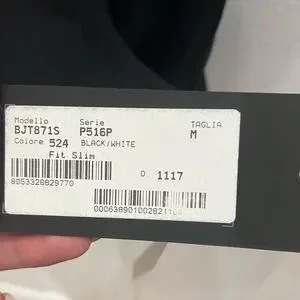 Modello Serie TAGLIA
BJT871S P516P M
Colore 524 BLACK/WHITE
Fit Slim
8053328829770 D 1117
00063890100282110